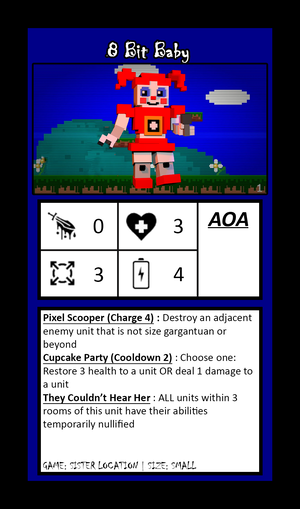 8 Bit Baby
1
0
3
AOA
3
4
Pixel Scooper (Charge 4) : Destroy an adjacent
enemy unit that is not size gargantuan or
beyond
Cupcake Party (Cooldown 2) : Choose one:
Restore 3 health to a unit OR deal 1 damage to
a unit
They Couldn't Hear Her : ALL units within 3
rooms of this unit have their abilities
temporarily nullified
GAME: SISTER LOCATION | SIZE: SMALL